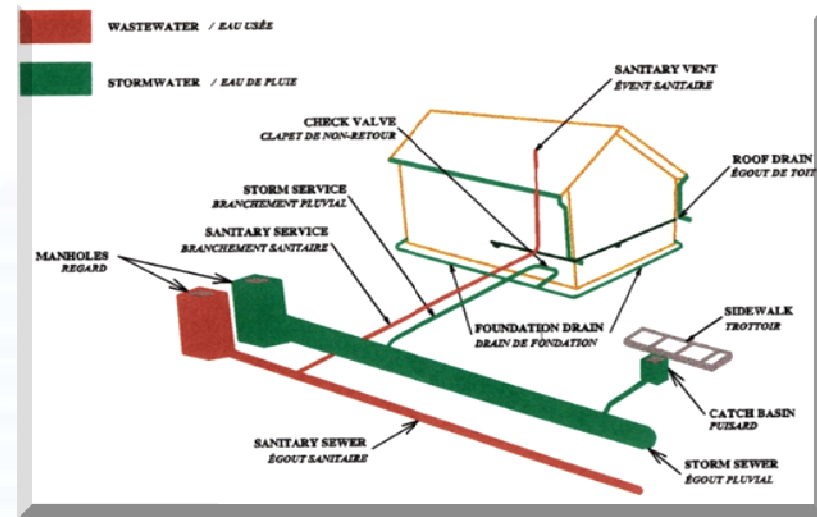 WASTEWATER / EAU USÉE
STORMWATER / EAU DE PLUIE
SANITARY VENT
ÉVENT SANITAIRE
CHECK VALVE
CLAPET DE NON-RETOUR
ROOF DRAIN
ÉGOUT DE TOIT
STORM SERVICE
BRANCHEMENT PLUVIAL
SANITARY SERVICE
BRANCHEMENT SANITAIRE
MANHOLES
REGARD
SIDEWALK
TROTTOIR
FOUNDATION DRAIN
DRAIN DE FONDATION
CATCH BASIN
PUISARD
SANITARY SEWER
ÉGOUT SANITAIRE
STORM SEWER
ÉGOUT PLUVIAL